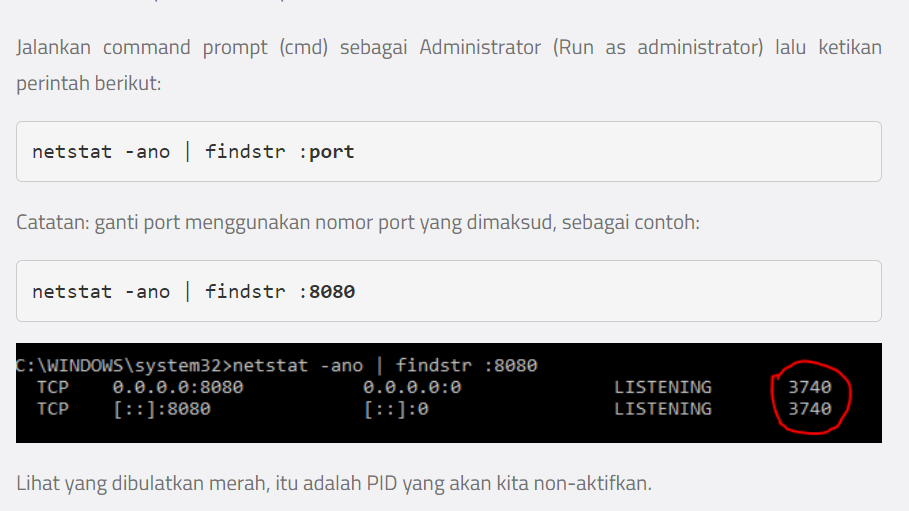 Jalankan command prompt (cmd) sebagai Administrator (Run as administrator) lalu ketikan
perintah berikut:
netstat -ano | findstr :port
Catatan: ganti port menggunakan nomor port yang dimaksud, sebagai contoh:
netstat -ano | findstr :8080
C:\WINDOWS\system32>netstat -ano | findstr :8080
TCP 0.0.0.0:8080 0.0.0.0:0 LISTENING 3740
TCP [::]:8080 [::]:0 LISTENING 3740
Lihat yang dibulatkan merah, itu adalah PID yang akan kita non-aktifkan.